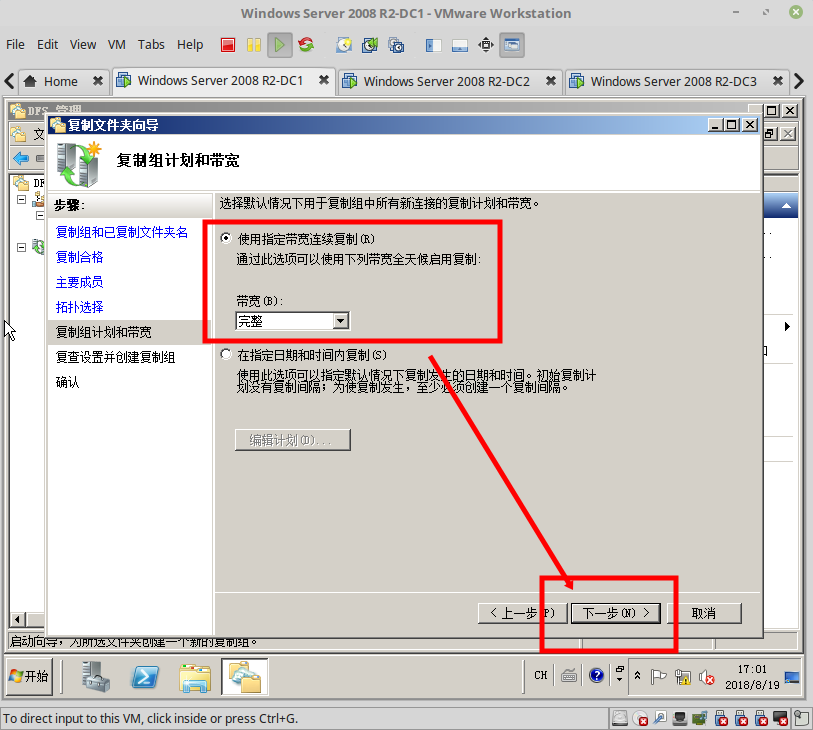 Windows Server 2008 R2-DC1 - VMware Workstation
File Edit View VM Tabs Help
Home
Windows Server 2008 R2-DC1
Windows Server 2008 R2-DC2
Windows Server 2008 R2-DC3
DFS 管理
复制文件夹向导
文
复制组计划和带宽
DF
步骤:
选择默认情况下用于复制组中所有新连接的复制计划和带宽。
复制组和已复制文件夹名
使用指定带宽连续复制(R)
复制合格
通过此选项可以使用下列带宽全天候启用复制:
主要成员
拓扑选择
带宽(B):
完整
复制组计划和带宽
复查设置并创建复制组
在指定日期和时间内复制(S)
确认
使用此选项可以指定默认情况下复制发生的日期和时间。初始复制计
划没有复制间隔; 为使复制发生, 至少必须创建一个复制间隔。
编辑计划(D)...
< 上一步(P)
下一步(N) >
取消
启动向导, 为所选文件夹创建一个新的复制组。
开始
CH
17:01
2018/8/19
To direct input to this VM, click inside or press Ctrl+G.